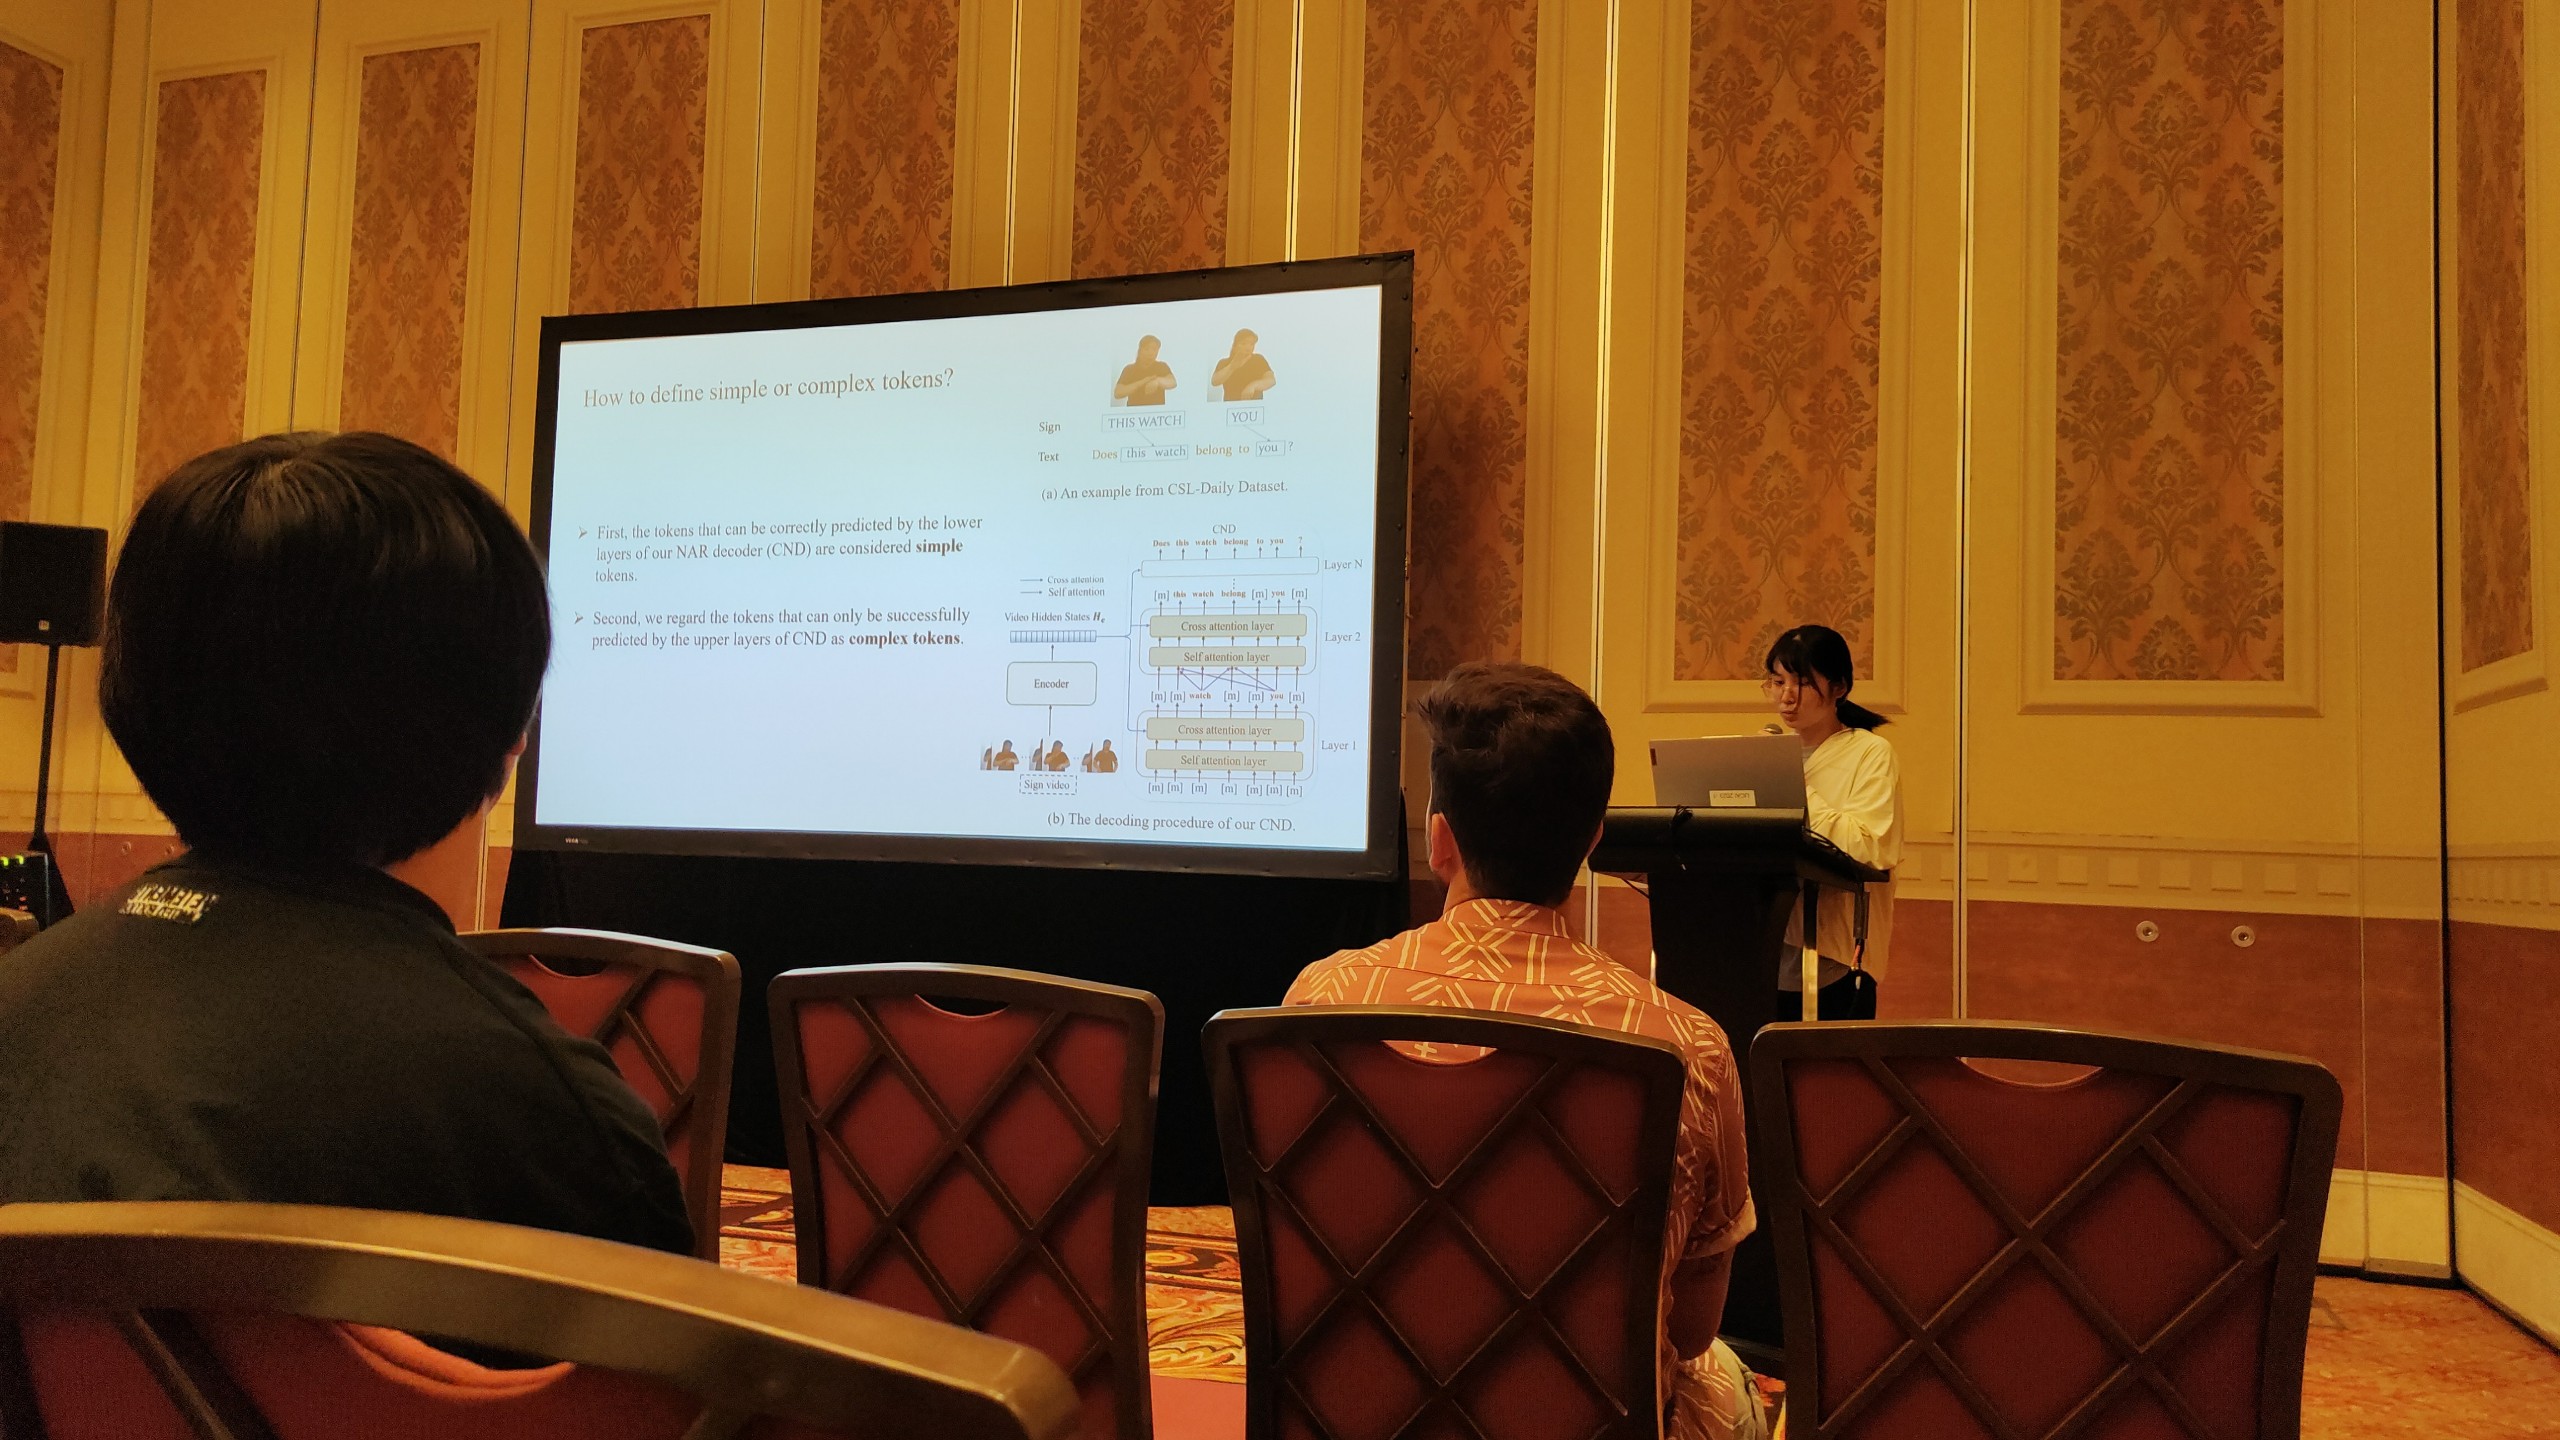 How to define simple or complex tokens?
First, the tokens that can be correctly predicted by the lower
layers of our NAR decoder (CND) are considered simple
tokens.
Second, we regard the tokens that can only be successfully
predicted by the upper layers of CND as complex tokens.
Sign THIS WATCH YOU
Text Does this watch belong to you ?
(a) An example from CSL-Daily Dataset.
CND
Does this watch belong to you ?
Layer N
Cross attention
Self attention
[m] this watch belong [m] you [m]
Video Hidden States He
Cross attention layer
Layer 2
Self attention layer
Encoder
[m] [m] watch [m] [m] you [m]
Cross attention layer
Layer 1
Self attention layer
Sign video
[m] [m] [m] [m] [m] [m] [m]
(b) The decoding procedure of our CND.